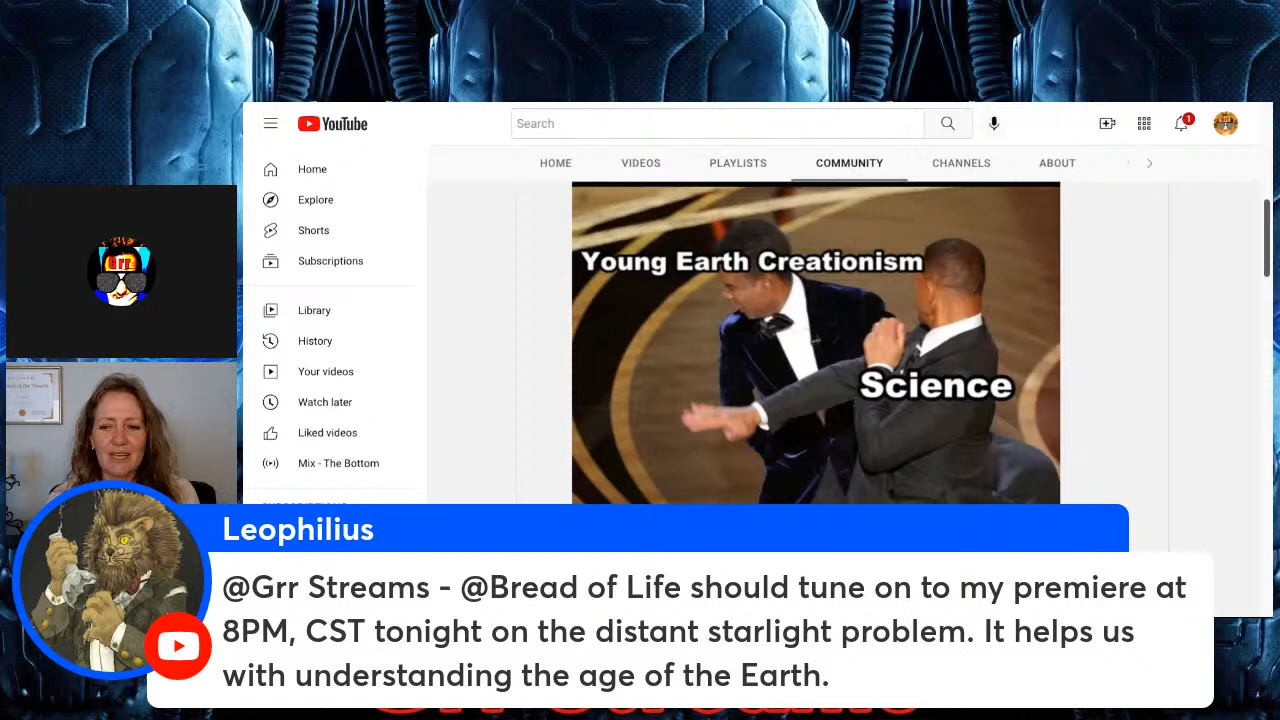 YouTube
Search
1
HOME
VIDEOS
PLAYLISTS
COMMUNITY
CHANNELS
ABOUT
Home
Explore
Shorts
Subscriptions
Library
History
Your videos
Watch later
Liked videos
Mix - The Bottom
Grr
Young Earth Creationism
Science
Leophilius
@Grr Streams - @Bread of Life should tune on to my premiere at
8PM, CST tonight on the distant starlight problem. It helps us
with understanding the age of the Earth.